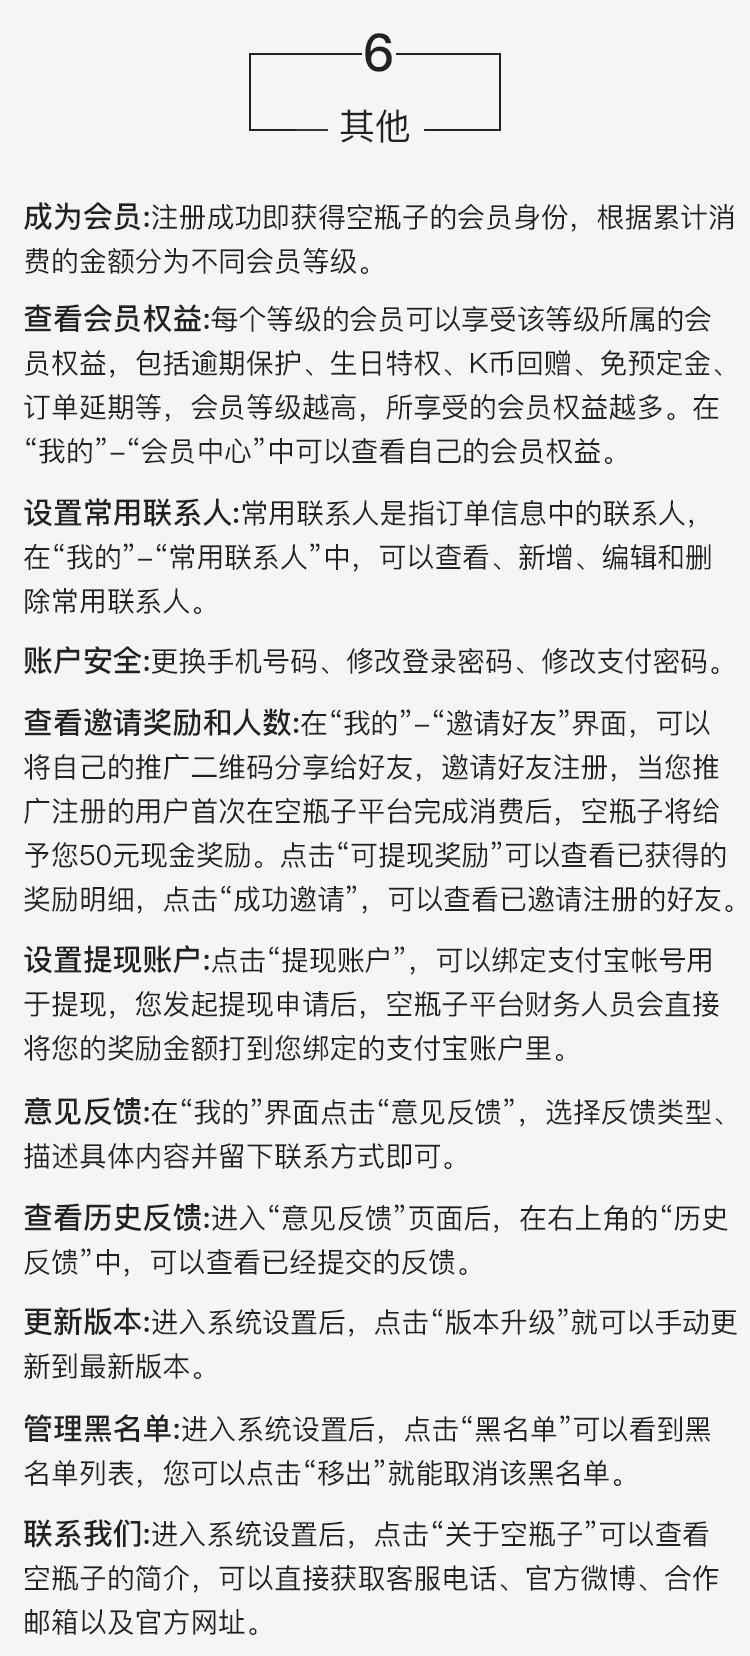 6
其他
成为会员:注册成功即获得空瓶子的会员身份，根据累计消
费的金额分为不同会员等级。
查看会员权益:每个等级的会员可以享受该等级所属的会
员权益，包括逾期保护、生日特权、K币回赠、免预定金、
订单延期等，会员等级越高，所享受的会员权益越多。在
“我的”–“会员中心”中可以查看自己的会员权益。
设置常用联系人:常用联系人是指订单信息中的联系人，
在“我的”–“常用联系人”中，可以查看、新增、编辑和删
除常用联系人。
账户安全:更换手机号码、修改登录密码、修改支付密码。
查看邀请奖励和人数:在“我的”–“邀请好友”界面，可以
将自己的推广二维码分享给好友，邀请好友注册，当您推
广注册的用户首次在空瓶子平台完成消费后，空瓶子将给
予您50元现金奖励。点击“可提现奖励”可以查看已获得的
奖励明细，点击“成功邀请”，可以查看已邀请注册的好友。
设置提现账户:点击“提现账户”，可以绑定支付宝帐号用
于提现，您发起提现申请后，空瓶子平台财务人员会直接
将您的奖励金额打到您绑定的支付宝账户里。
意见反馈:在“我的”界面点击“意见反馈”，选择反馈类型、
描述具体内容并留下联系方式即可。
查看历史反馈:进入“意见反馈”页面后，在右上角的“历史
反馈”中，可以查看已经提交的反馈。
更新版本:进入系统设置后，点击“版本升级”就可以手动更
新到最新版本。
管理黑名单:进入系统设置后，点击“黑名单”可以看到黑
名单列表，您可以点击“移出”就能取消该黑名单。
联系我们:进入系统设置后，点击“关于空瓶子”可以查看
空瓶子的简介，可以直接获取客服电话、官方微博、合作
邮箱以及官方网址。